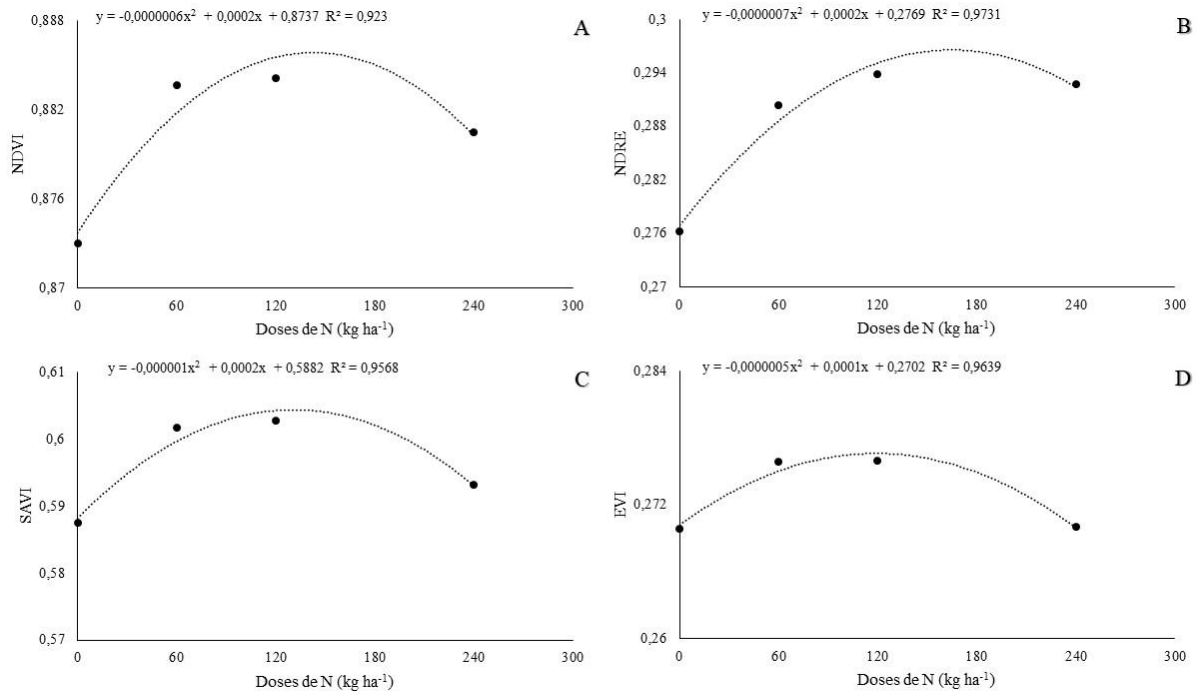 y = -0,0000006x² + 0,0002x + 0,8737 R² = 0,923
A
0,888
0,882
0,876
0,87
NDVI
0 60 120 180 240 300
Doses de N (kg ha⁻¹)
y = -0,0000007x² + 0,0002x + 0,2769 R² = 0,9731
B
0,3
0,294
0,288
0,282
0,276
0,27
NDRE
0 60 120 180 240 300
Doses de N (kg ha⁻¹)
y = -0,000001x² + 0,0002x + 0,5882 R² = 0,9568
C
0,61
0,6
0,59
0,58
0,57
SAVI
0 60 120 180 240 300
Doses de N (kg ha⁻¹)
y = -0,0000005x² + 0,0001x + 0,2702 R² = 0,9639
D
0,284
0,272
0,26
EVI
0 60 120 180 240 300
Doses de N (kg ha⁻¹)